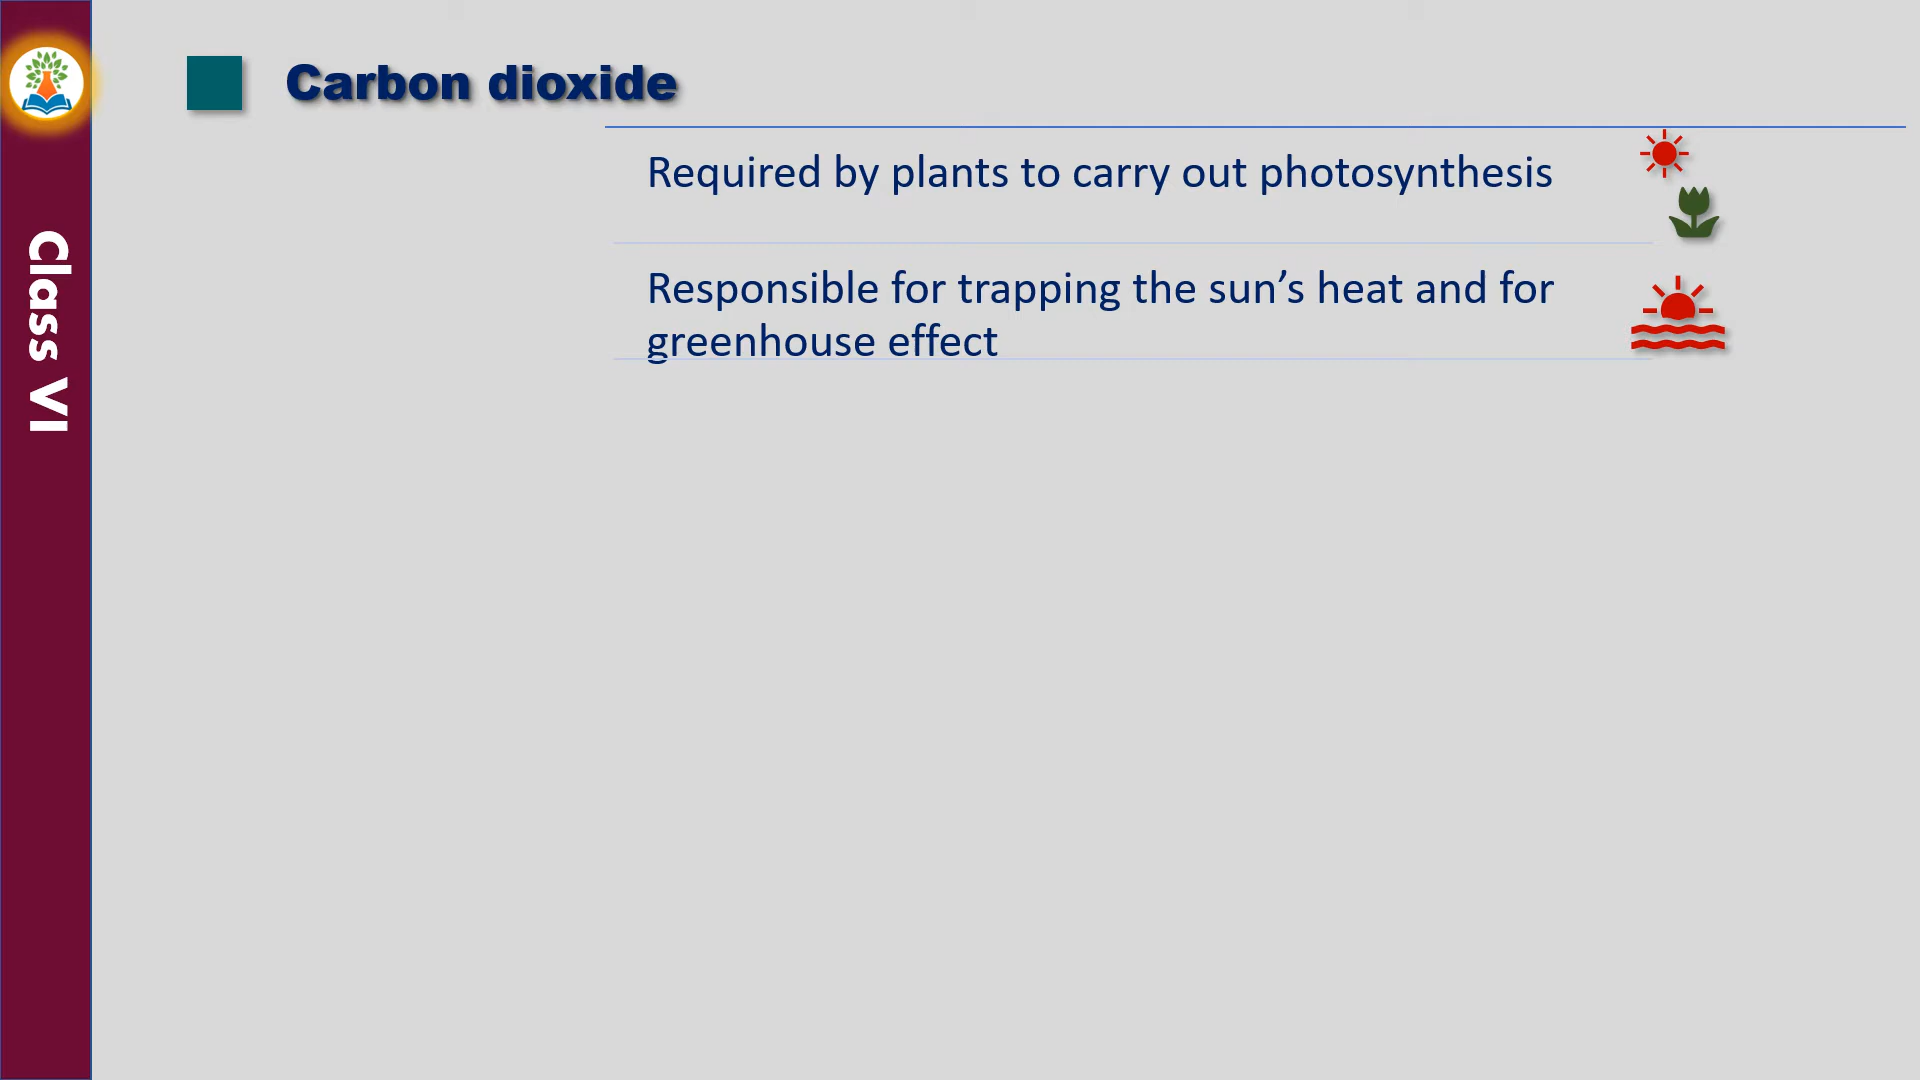 Carbon dioxide
Required by plants to carry out photosynthesis
Responsible for trapping the sun’s heat and for
greenhouse effect
Class VI